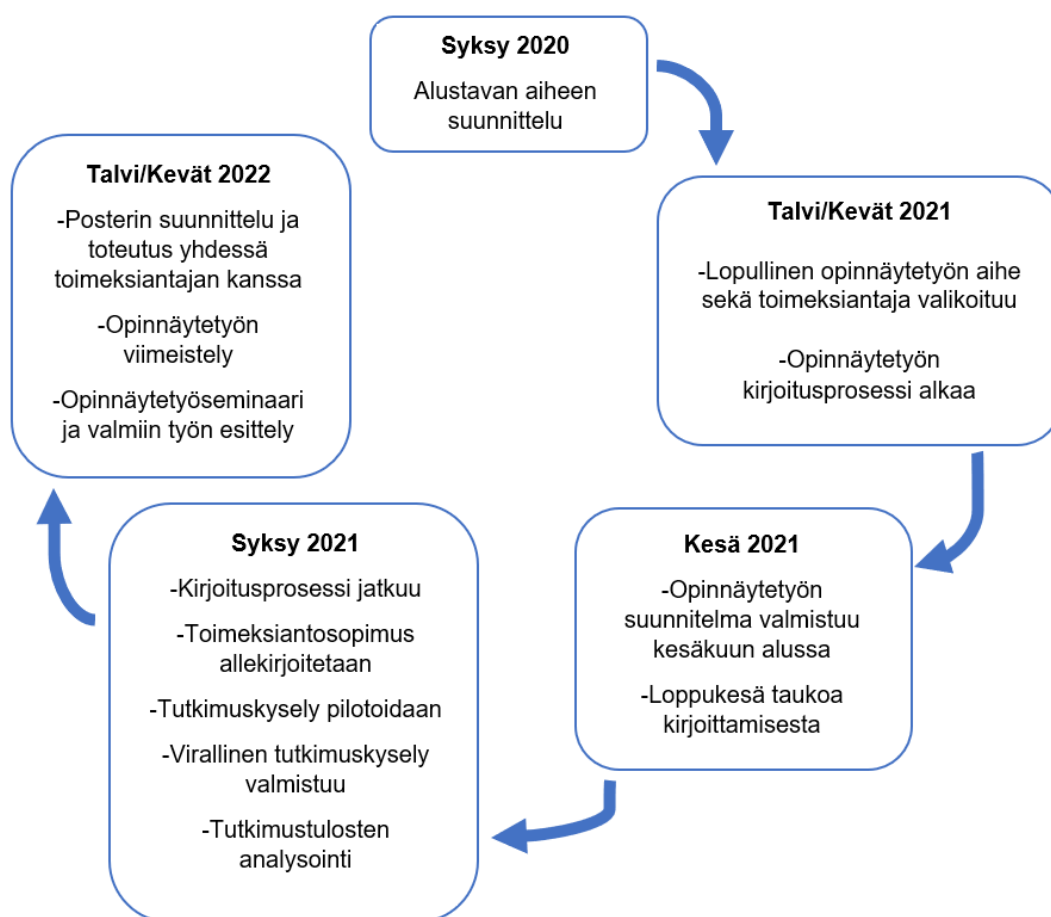 Syksy 2020
Alustavan aiheen
suunnittelu
Talvi/Kevät 2021
-Lopullinen opinnäytetyön aihe
sekä toimeksiantaja valikoituu
-Opinnäytetyön
kirjoitusprosessi alkaa
Kesä 2021
-Opinnäytetyön
suunnitelma valmistuu
kesäkuun alussa
-Loppukesä taukoa
kirjoittamisesta
Syksy 2021
-Kirjoitusprosessi jatkuu
-Toimeksiantosopimus
allekirjoitetaan
-Tutkimuskysely pilotoidaan
-Virallinen tutkimuskysely
valmistuu
-Tutkimustulosten
analysointi
Talvi/Kevät 2022
-Posterin suunnittelu ja
toteutus yhdessä
toimeksiantajan kanssa
-Opinnäytetyön
viimeistely
-Opinnäytetyöseminaari
ja valmiin työn esittely